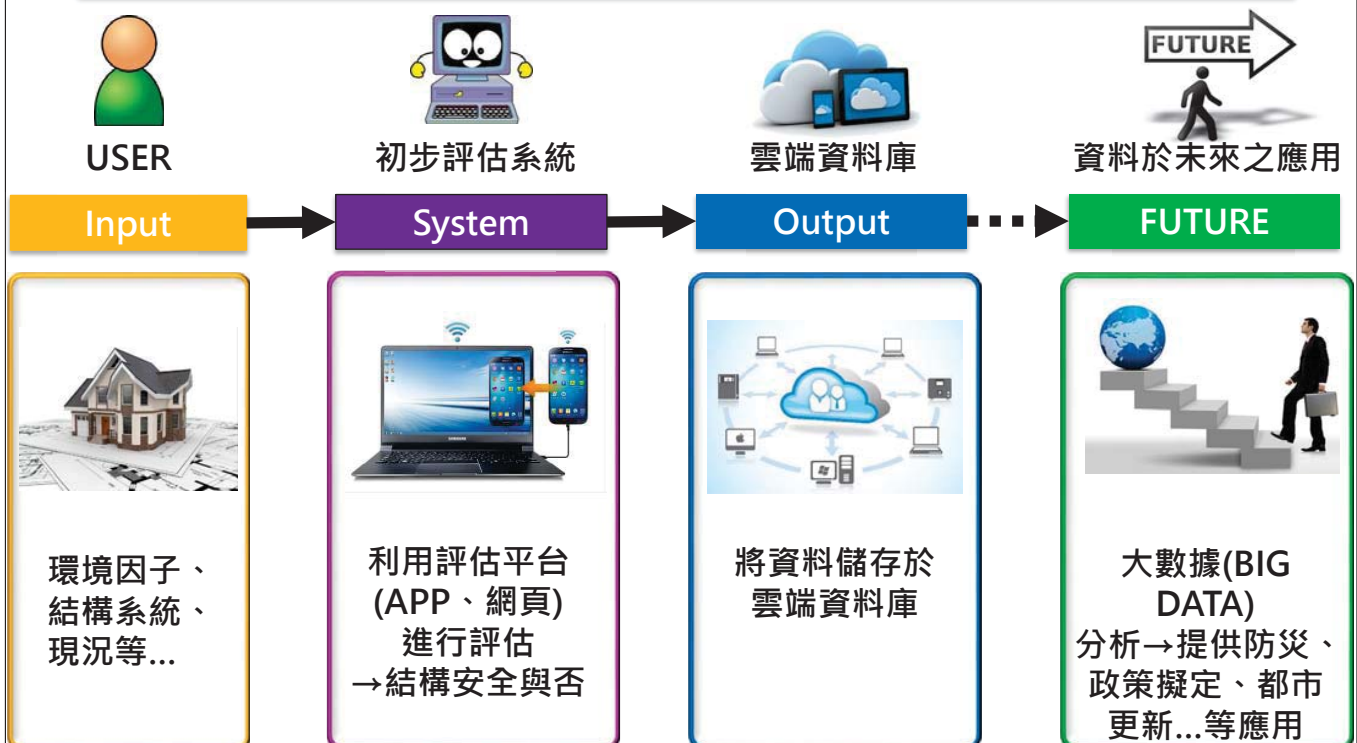 FUTURE
USER
初步評估系統
雲端資料庫
資料於未來之應用
Input
System
Output
FUTURE
SAMSUNG
環境因子、
結構系統、
現況等...
利用評估平台
(APP、網頁)
進行評估
→結構安全與否
將資料儲存於
雲端資料庫
大數據(BIG
DATA)
分析→提供防災、
政策擬定、都市
更新...等應用